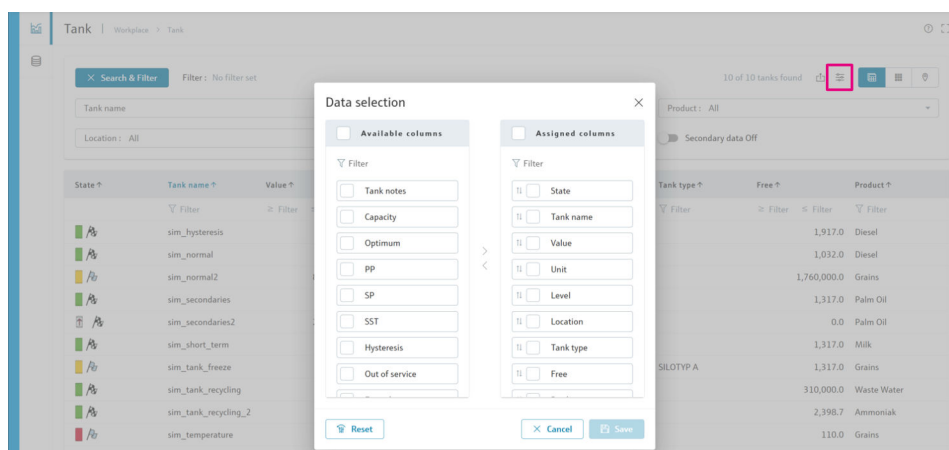 Tank | Workplace > Tank
Search & Filter Filter : No filter set 10 of 10 tanks found
Tank name Product : All
Location : All Secondary data Off
Data selection
Available columns
Filter
Tank notes
Capacity
Optimum
PP
SP
SST
Hysteresis
Out of service
Assigned columns
Filter
State
Tank name
Value
Unit
Level
Location
Tank type
Free
Reset Cancel Save
State Tank name Value Tank type Free Product
Filter Filter Filter Filter Filter Filter
sim_hysteresis 1,917.0 Diesel
sim_normal 1,032.0 Diesel
sim_normal2 1,760,000.0 Grains
sim_secondaries 1,317.0 Palm Oil
sim_secondaries2 0.0 Palm Oil
sim_short_term 1,317.0 Milk
sim_tank_freeze SILOTYP A 1,317.0 Grains
sim_tank_recycling 310,000.0 Waste Water
sim_tank_recycling_2 2,398.7 Ammoniak
sim_temperature 110.0 Grains